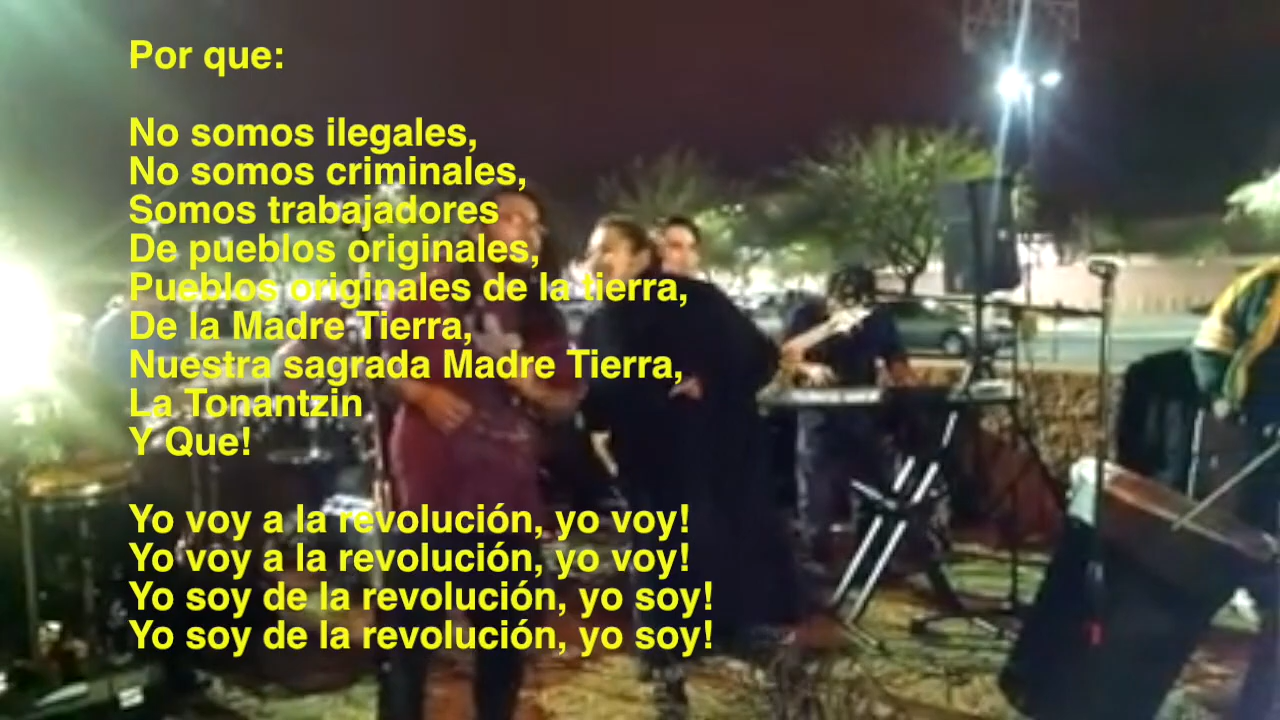 Por que:
No somos ilegales,
No somos criminales,
Somos trabajadores
De pueblos originales,
Pueblos originales de la tierra,
De la Madre Tierra,
Nuestra sagrada Madre Tierra,
La Tonantzin
Y Que!
Yo voy a la revolución, yo voy!
Yo voy a la revolución, yo voy!
Yo soy de la revolución, yo soy!
Yo soy de la revolución, yo soy!